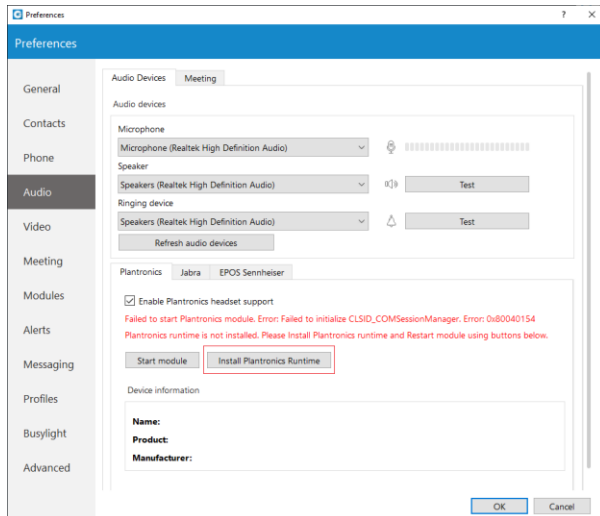 Preferences
?
Preferences
General
Contacts
Phone
Audio
Video
Meeting
Modules
Alerts
Messaging
Profiles
Busylight
Advanced
Audio Devices Meeting
Audio devices
Microphone
Microphone (Realtek High Definition Audio)
Speaker
Speakers (Realtek High Definition Audio) Test
Ringing device
Speakers (Realtek High Definition Audio) Test
Refresh audio devices
Plantronics Jabra EPOS Sennheiser
Enable Plantronics headset support
Failed to start Plantronics module. Error: Failed to initialize CLSID_COMSessionManager. Error: 0x80040154
Plantronics runtime is not installed. Please Install Plantronics runtime and Restart module using buttons below.
Start module Install Plantronics Runtime
Device information
Name:
Product:
Manufacturer:
OK Cancel